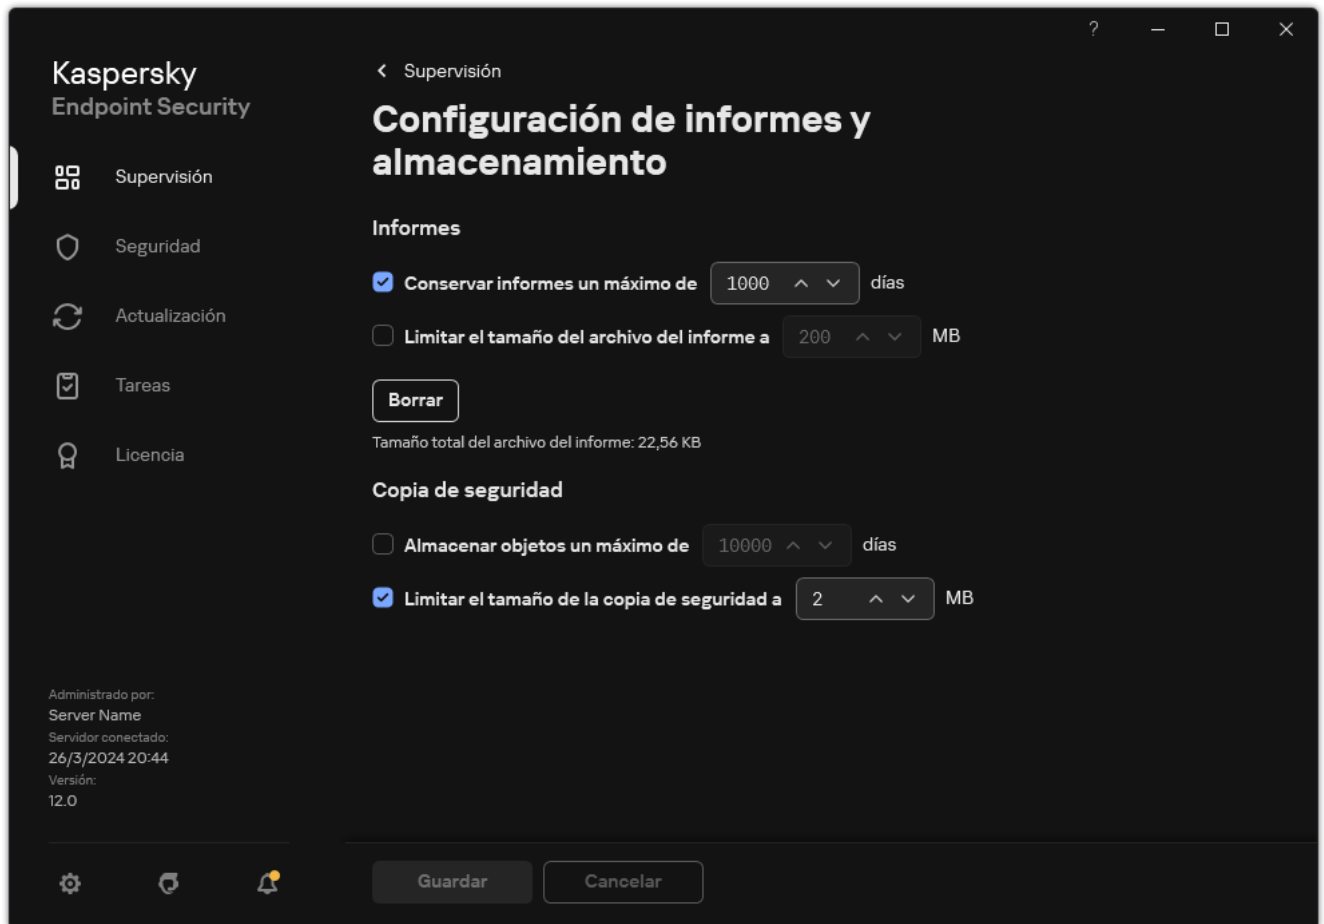 ?
Kaspersky
Endpoint Security
Supervisión
Seguridad
Actualización
Tareas
Licencia
Administrado por:
Server Name
Servidor conectado:
26/3/2024 20:44
Versión:
12.0
Supervisión
Configuración de informes y
almacenamiento
Informes
Conservar informes un máximo de 1000 días
Limitar el tamaño del archivo del informe a 200 MB
Borrar
Tamaño total del archivo del informe: 22,56 KB
Copia de seguridad
Almacenar objetos un máximo de 10000 días
Limitar el tamaño de la copia de seguridad a 2 MB
Guardar Cancelar